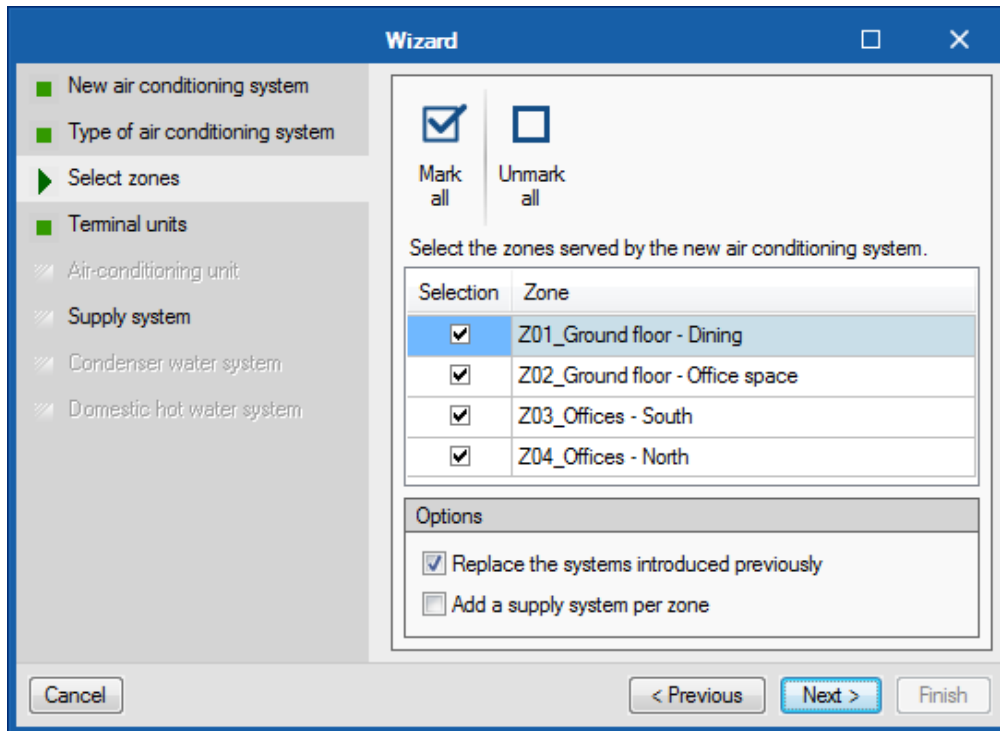 Wizard
New air conditioning system
Type of air conditioning system
Select zones
Terminal units
Air-conditioning unit
Supply system
Condenser water system
Domestic hot water system
Mark
all
Unmark
all
Select the zones served by the new air conditioning system.
Selection Zone
Z01_Ground floor - Dining
Z02_Ground floor - Office space
Z03_Offices - South
Z04_Offices - North
Options
Replace the systems introduced previously
Add a supply system per zone
Cancel < Previous Next > Finish